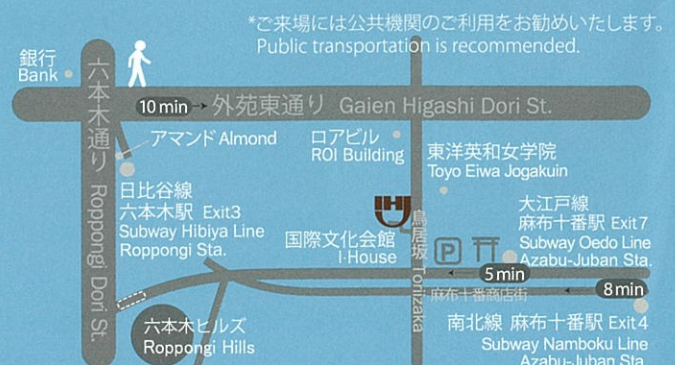 *ご来場には公共機関のご利用をお勧めいたします。
Public transportation is recommended.
銀行
Bank
六本木通り Roppongi Dori St.
10 min
外苑東通り Gaien Higashi Dori St.
アマンド Almond
ロアビル
ROI Building
東洋英和女学院
Toyo Eiwa Jogakuin
日比谷線
六本木駅 Exit3
Subway Hibiya Line
Roppongi Sta.
IHJ
国際文化会館
I-House
鳥居坂 Torizaka
P
大江戸線
麻布十番駅 Exit7
Subway Oedo Line
Azabu-Juban Sta.
5 min
麻布十番商店街
8 min
六本木ヒルズ
Roppongi Hills
南北線 麻布十番駅 Exit4
Subway Namboku Line
Azabu-Juban Sta.